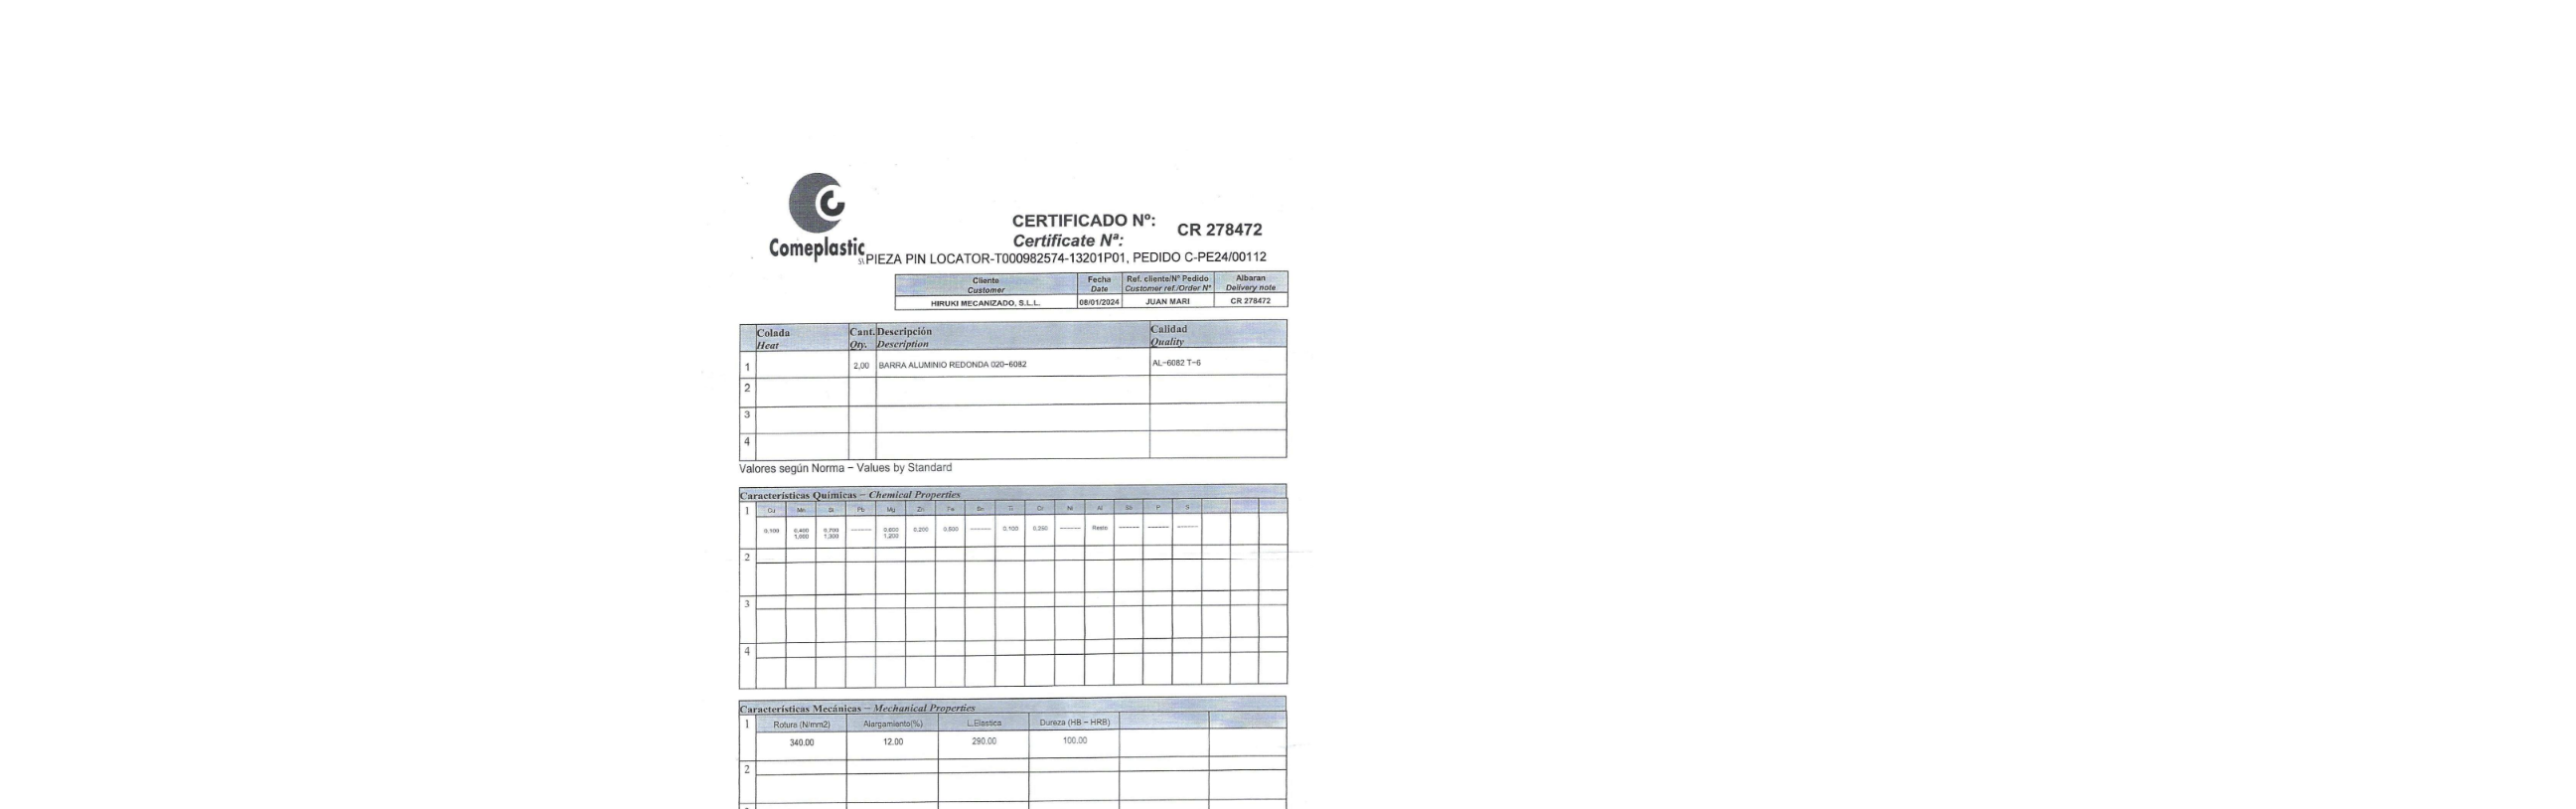 Comeplastic
SL
CERTIFICADO Nº:
Certificate Nª:
CR 278472
PIEZA PIN LOCATOR-T000982574-13201P01, PEDIDO C-PE24/00112
Cliente Fecha Ref. cliente/Nº Pedido Albaran
Customer Date Customer ref./Order Nº Delivery note
HIRUKI MECANIZADO, S.L.L. 08/01/2024 JUAN MARI CR 278472
Colada Cant. Descripción Calidad
Heat Qty. Description Quality
1 2,00 BARRA ALUMINIO REDONDA 020-6082 AL-6082 T-6
2
3
4
Valores según Norma – Values by Standard
Características Químicas – Chemical Properties
1 Cu Mn Si Pb Mg Zn Fe Ti Cr Ni Al P S
0,100 0,400 0,700 -------- 0,600 0,200 0,500 -------- 0,100 0,250 -------- Resto -------- -------- --------
1,000 1,300 1,200
2
3
4
Características Mecánicas – Mechanical Properties
1 Rotura (N/mm2) Alargamiento(%) L.Elastica Dureza (HB – HRB)
340.00 12.00 290.00 100.00
2